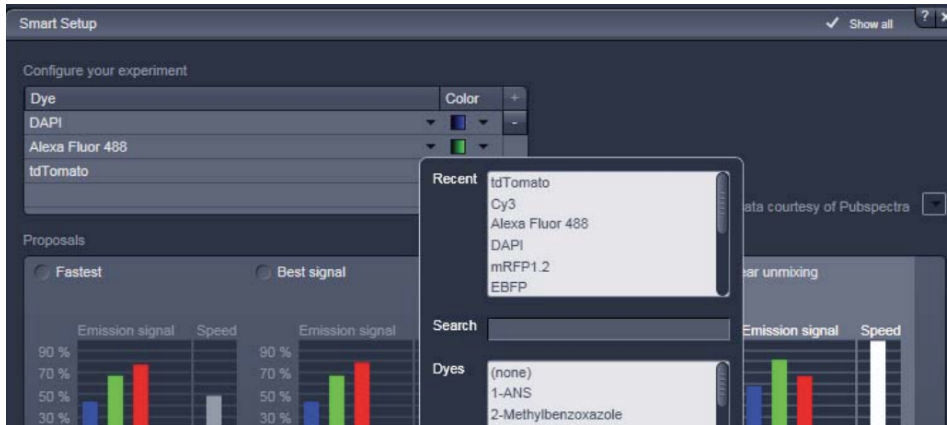 Smart Setup
Show all
?
Configure your experiment
Dye Color +
DAPI -
Alexa Fluor 488
tdTomato
Recent
tdTomato
Cy3
Alexa Fluor 488
DAPI
mRFP1.2
EBFP
Search
Dyes
(none)
1-ANS
2-Methylbenzoxazole
courtesy of Pubspectra
Proposals
Fastest
Best signal
unmixing
Emission signal Speed
90 %
70 %
50 %
30 %
Emission signal
90 %
70 %
50 %
30 %
Emission signal Speed